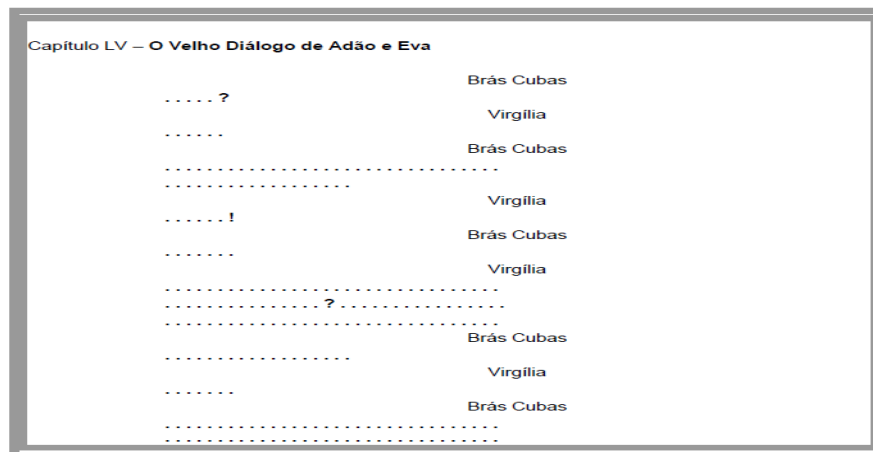 Capítulo LV – O Velho Diálogo de Adão e Eva
Brás Cubas
. . . . . ?
Virgília
. . . . . .
Brás Cubas
. . . . . . . . . . . . . . . . . . . . . . . . . . . . . . . .
. . . . . . . . . . . . . . . . . .
Virgília
. . . . . . !
Brás Cubas
. . . . . . .
Virgília
. . . . . . . . . . . . . . . . . . . . . . . . . . . . . . . .
. . . . . . . . . . . . . . . ? . . . . . . . . . . . . . . . .
. . . . . . . . . . . . . . . . . . . . . . . . . . . . . . . .
Brás Cubas
. . . . . . . . . . . . . . . . . .
Virgília
. . . . . . .
Brás Cubas
. . . . . . . . . . . . . . . . . . . . . . . . . . . . . . . .
. . . . . . . . . . . . . . . . . . . . . . . . . . . . . . . .